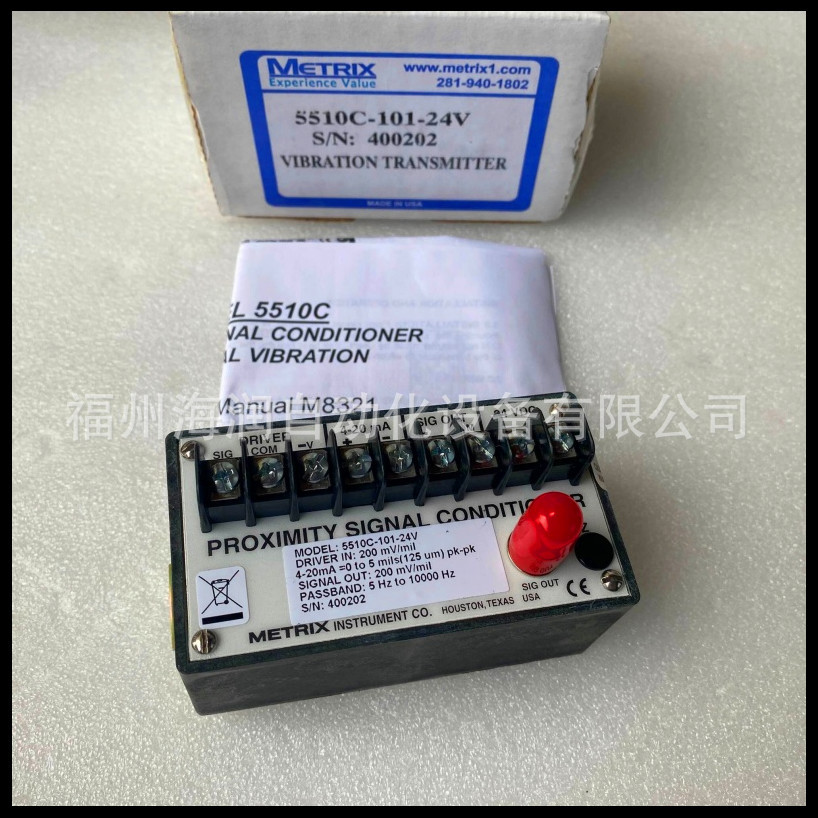 METRIX
Experience Value
www.metrix1.com
281-940-1802
5510C-101-24V
S/N: 400202
VIBRATION TRANSMITTER
MADE IN USA
5510C
CONDITIONER
VIBRATION
Manual M8321
福州海润自动化设备有限公司
DRIVER
4-20 mA
SIG OUT
SIG
COM
-V
+
-
PROXIMITY SIGNAL CONDITIONER
MODEL: 5510C-101-24V
DRIVER IN: 200 mV/mil
4-20mA =0 to 5 mils(125 um) pk-pk
SIGNAL OUT: 200 mV/mil
PASSBAND: 5 Hz to 10000 Hz
S/N: 400202
SIG OUT
USA
CE
METRIX INSTRUMENT CO. HOUSTON, TEXAS